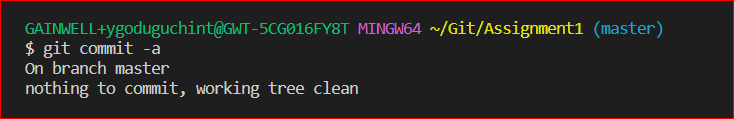 GAINWELL+ygoduguchint@GWT-5CG016FY8T MINGW64 ~/Git/Assignment1 (master)
$ git commit -a
On branch master
nothing to commit, working tree clean